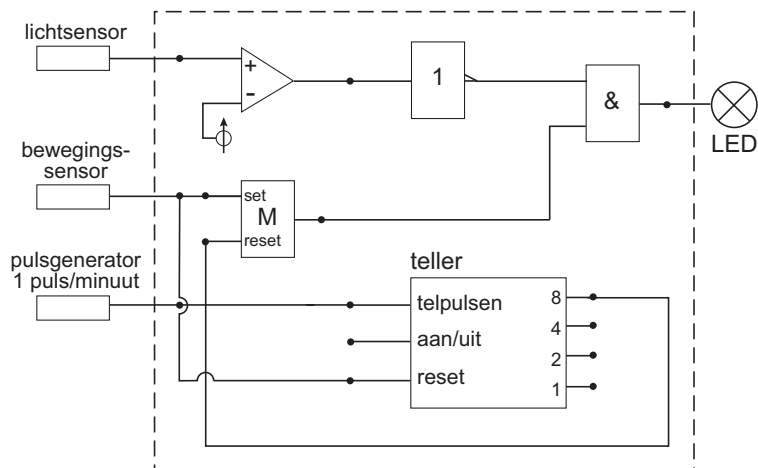 lichtsensor
+
-
1
&
LED
bewegings-
sensor
set
M
reset
pulsgenerator
1 puls/minuut
teller
telpulsen
aan/uit
reset
8
4
2
1